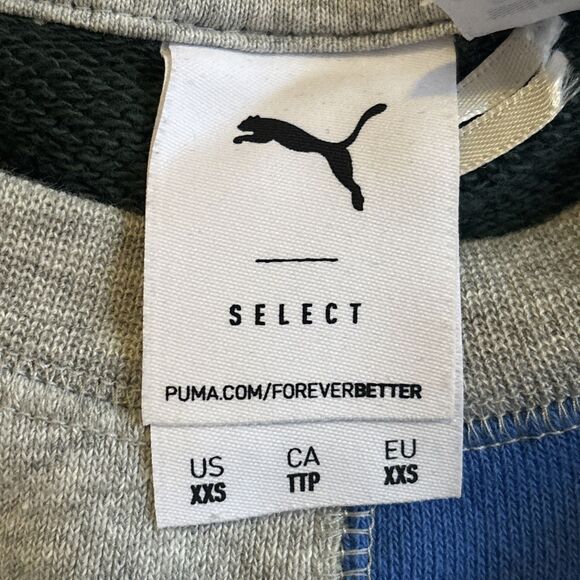 SELECT
PUMA.COM/FOREVERBETTER
US CA EU
XXS TTP XXS